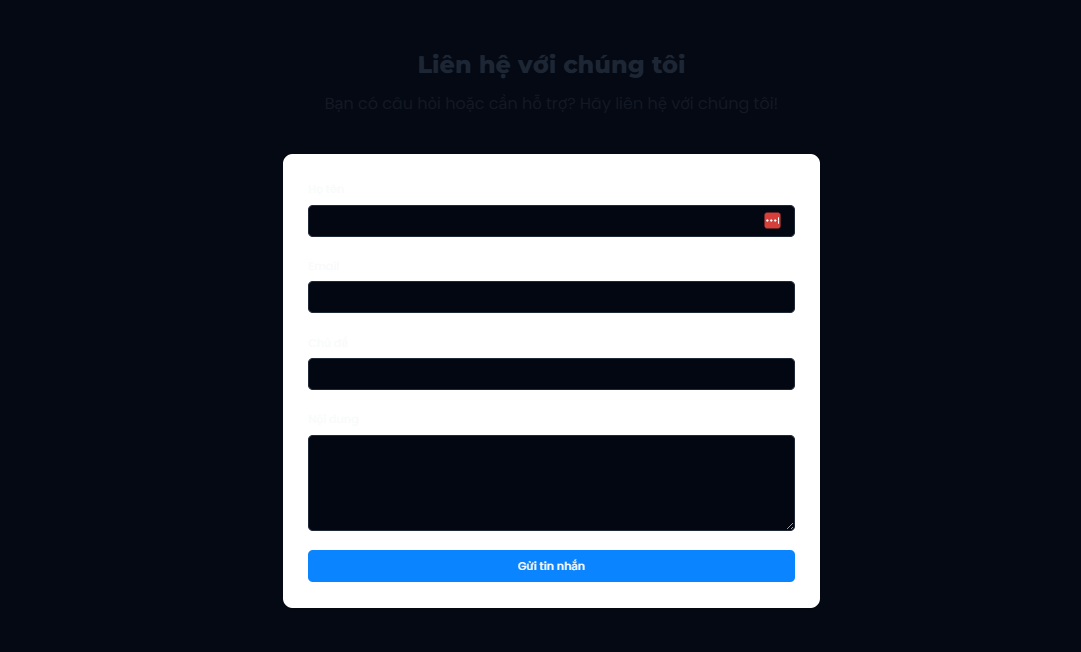 Liên hệ với chúng tôi
Bạn có câu hỏi hoặc cần hỗ trợ? Hãy liên hệ với chúng tôi!
Họ tên
Email
Chủ đề
Nội dung
Gửi tin nhắn